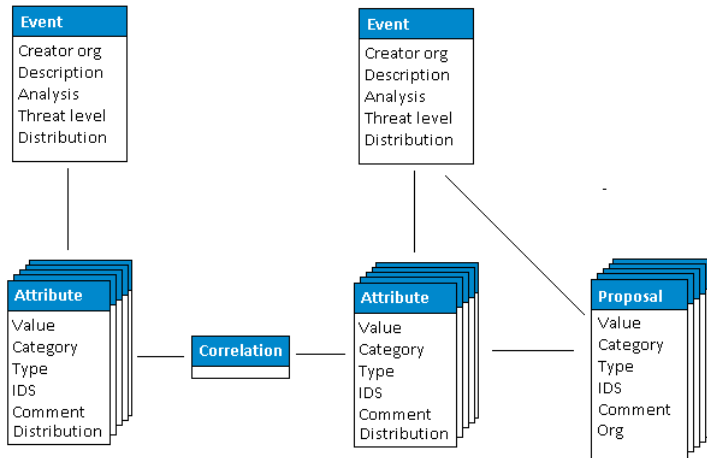 Event
Creator org
Description
Analysis
Threat level
Distribution
Event
Creator org
Description
Analysis
Threat level
Distribution
Attribute
Value
Category
Type
IDS
Comment
Distribution
Correlation
Attribute
Value
Category
Type
IDS
Comment
Distribution
Proposal
Value
Category
Type
IDS
Comment
Org